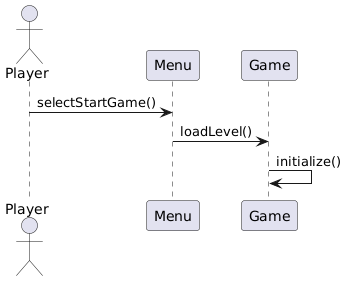 Player
Menu
Game
selectStartGame()
loadLevel()
initialize()
Player
Menu
Game